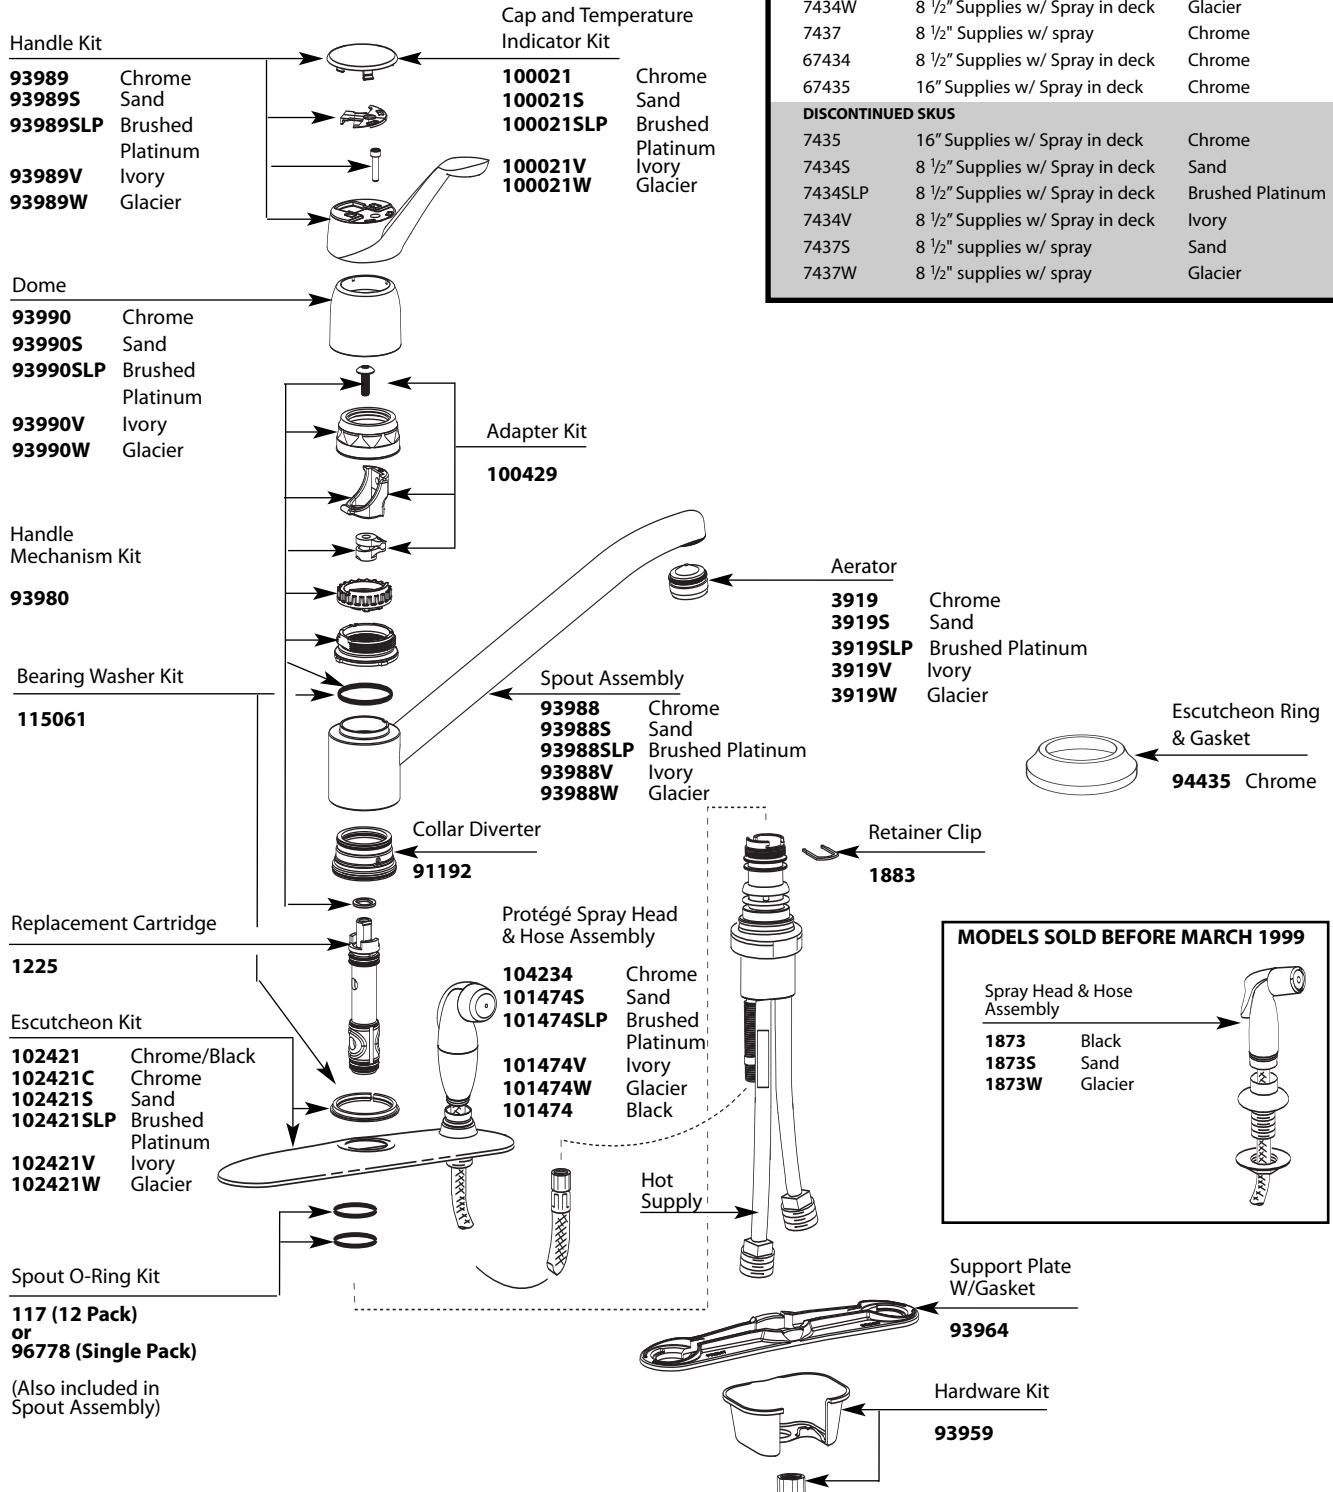 Cap and Temperature
Indicator Kit
100021 Chrome
100021S Sand
100021SLP Brushed
Platinum
100021V Ivory
100021W Glacier
Handle Kit
93989 Chrome
93989S Sand
93989SLP Brushed
Platinum
93989V Ivory
93989W Glacier
7434W 8 1/2" Supplies w/ Spray in deck Glacier
7437 8 1/2" Supplies w/ spray Chrome
67434 8 1/2" Supplies w/ Spray in deck Chrome
67435 16" Supplies w/ Spray in deck Chrome
DISCONTINUED SKUS
7435 16" Supplies w/ Spray in deck Chrome
7434S 8 1/2" Supplies w/ Spray in deck Sand
7434SLP 8 1/2" Supplies w/ Spray in deck Brushed Platinum
7434V 8 1/2" Supplies w/ Spray in deck Ivory
7437S 8 1/2" supplies w/ spray Sand
7437W 8 1/2" supplies w/ spray Glacier
Dome
93990 Chrome
93990S Sand
93990SLP Brushed
Platinum
93990V Ivory
93990W Glacier
Adapter Kit
100429
Handle
Mechanism Kit
93980
Aerator
3919 Chrome
3919S Sand
3919SLP Brushed Platinum
3919V Ivory
3919W Glacier
Bearing Washer Kit
115061
Spout Assembly
93988 Chrome
93988S Sand
93988SLP Brushed Platinum
93988V Ivory
93988W Glacier
Escutcheon Ring
& Gasket
94435 Chrome
Collar Diverter
91192
Retainer Clip
1883
Replacement Cartridge
1225
Protégé Spray Head
& Hose Assembly
104234 Chrome
101474S Sand
101474SLP Brushed
Platinum
101474V Ivory
101474W Glacier
101474 Black
MODELS SOLD BEFORE MARCH 1999
Spray Head & Hose
Assembly
1873 Black
1873S Sand
1873W Glacier
Escutcheon Kit
102421 Chrome/Black
102421C Chrome
102421S Sand
102421SLP Brushed
Platinum
102421V Ivory
102421W Glacier
Hot
Supply
Spout O-Ring Kit
117 (12 Pack)
or
96778 (Single Pack)
(Also included in
Spout Assembly)
Support Plate
W/Gasket
93964
Hardware Kit
93959